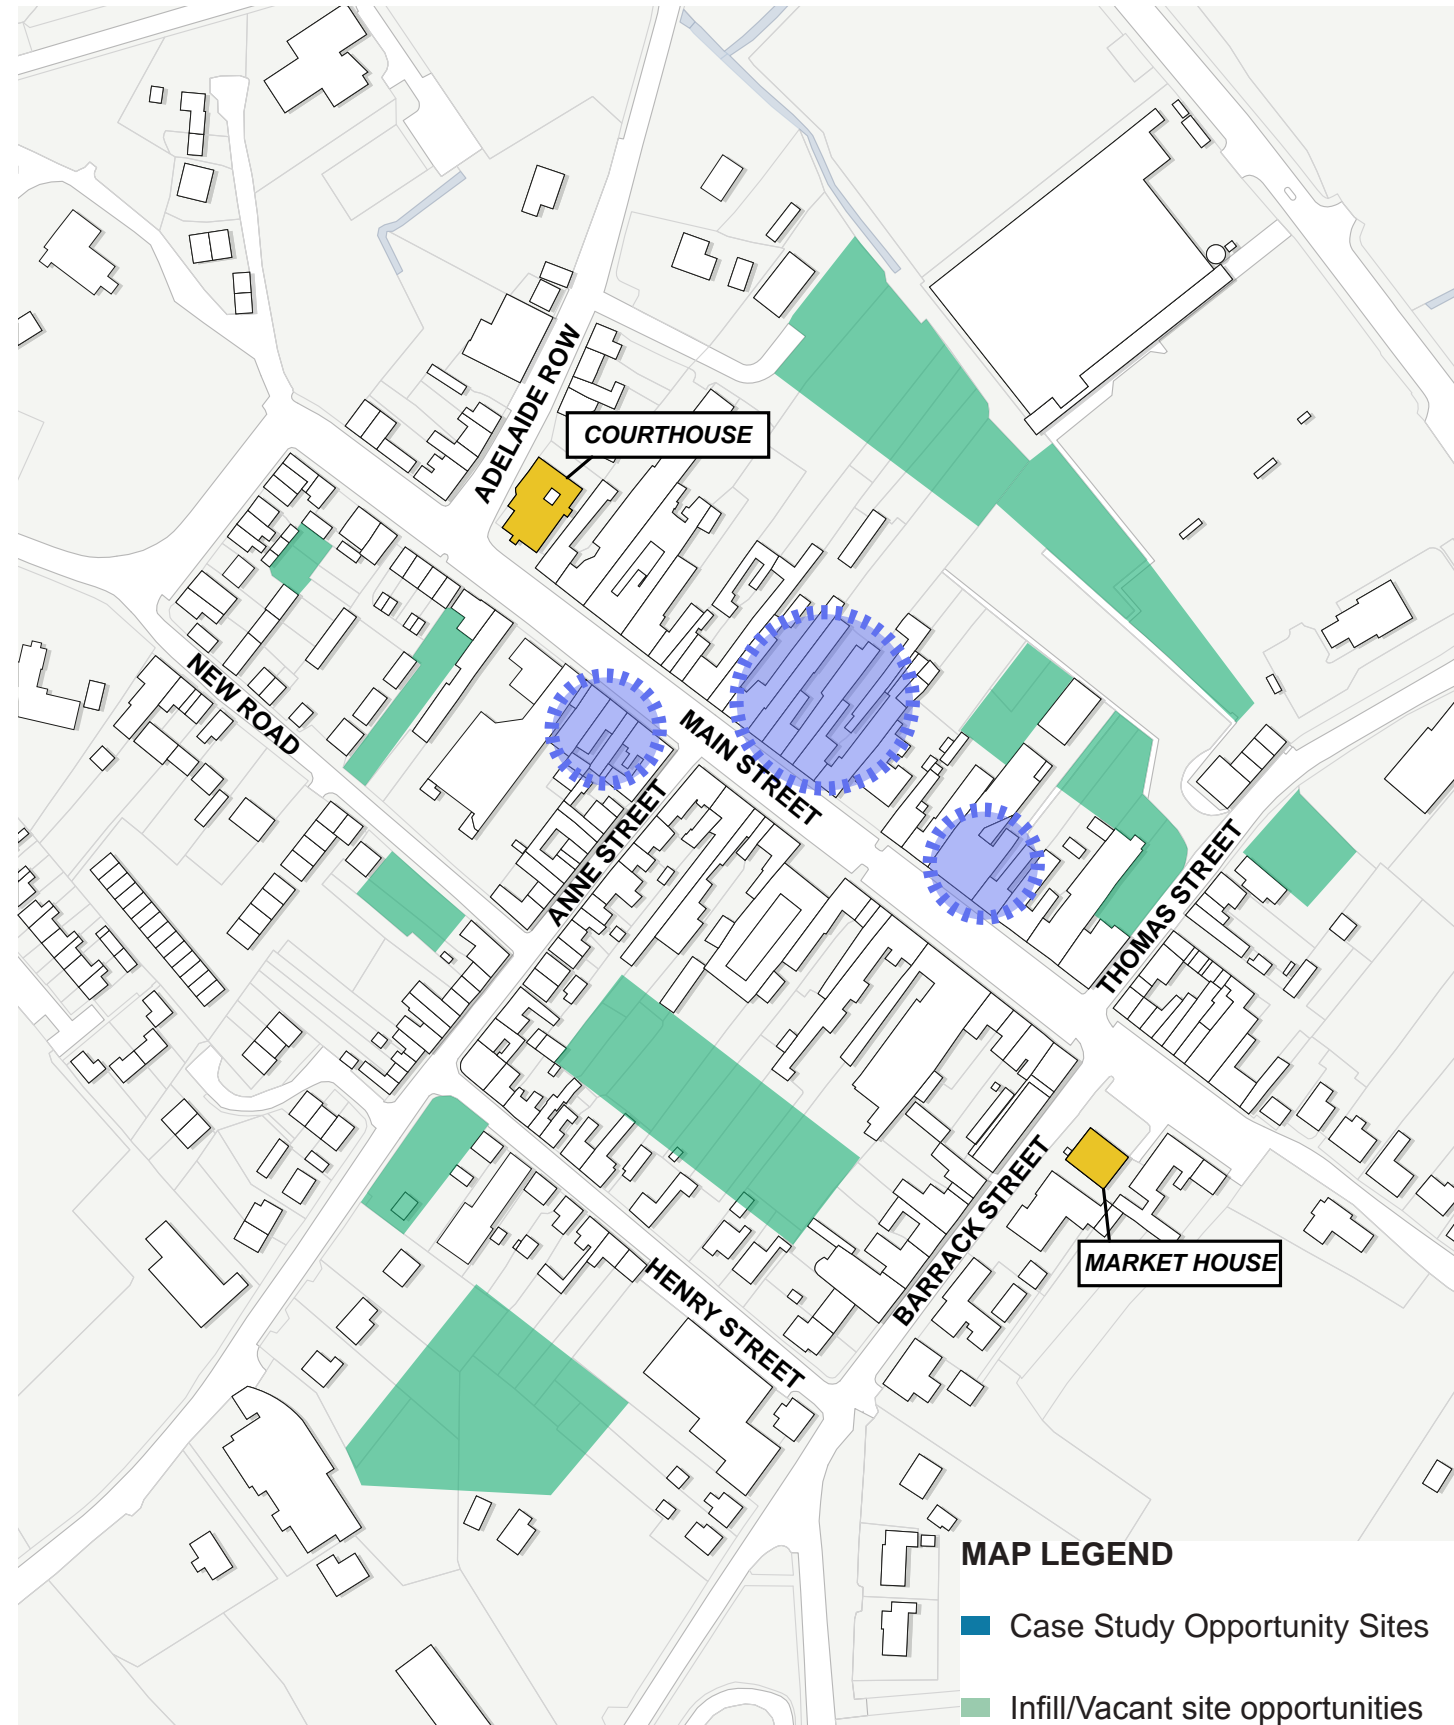 ADELAIDE ROW
COURTHOUSE
NEW ROAD
MAIN STREET
ANNE STREET
THOMAS STREET
BARRACK STREET
MARKET HOUSE
HENRY STREET
MAP LEGEND
Case Study Opportunity Sites
Infill/Vacant site opportunities